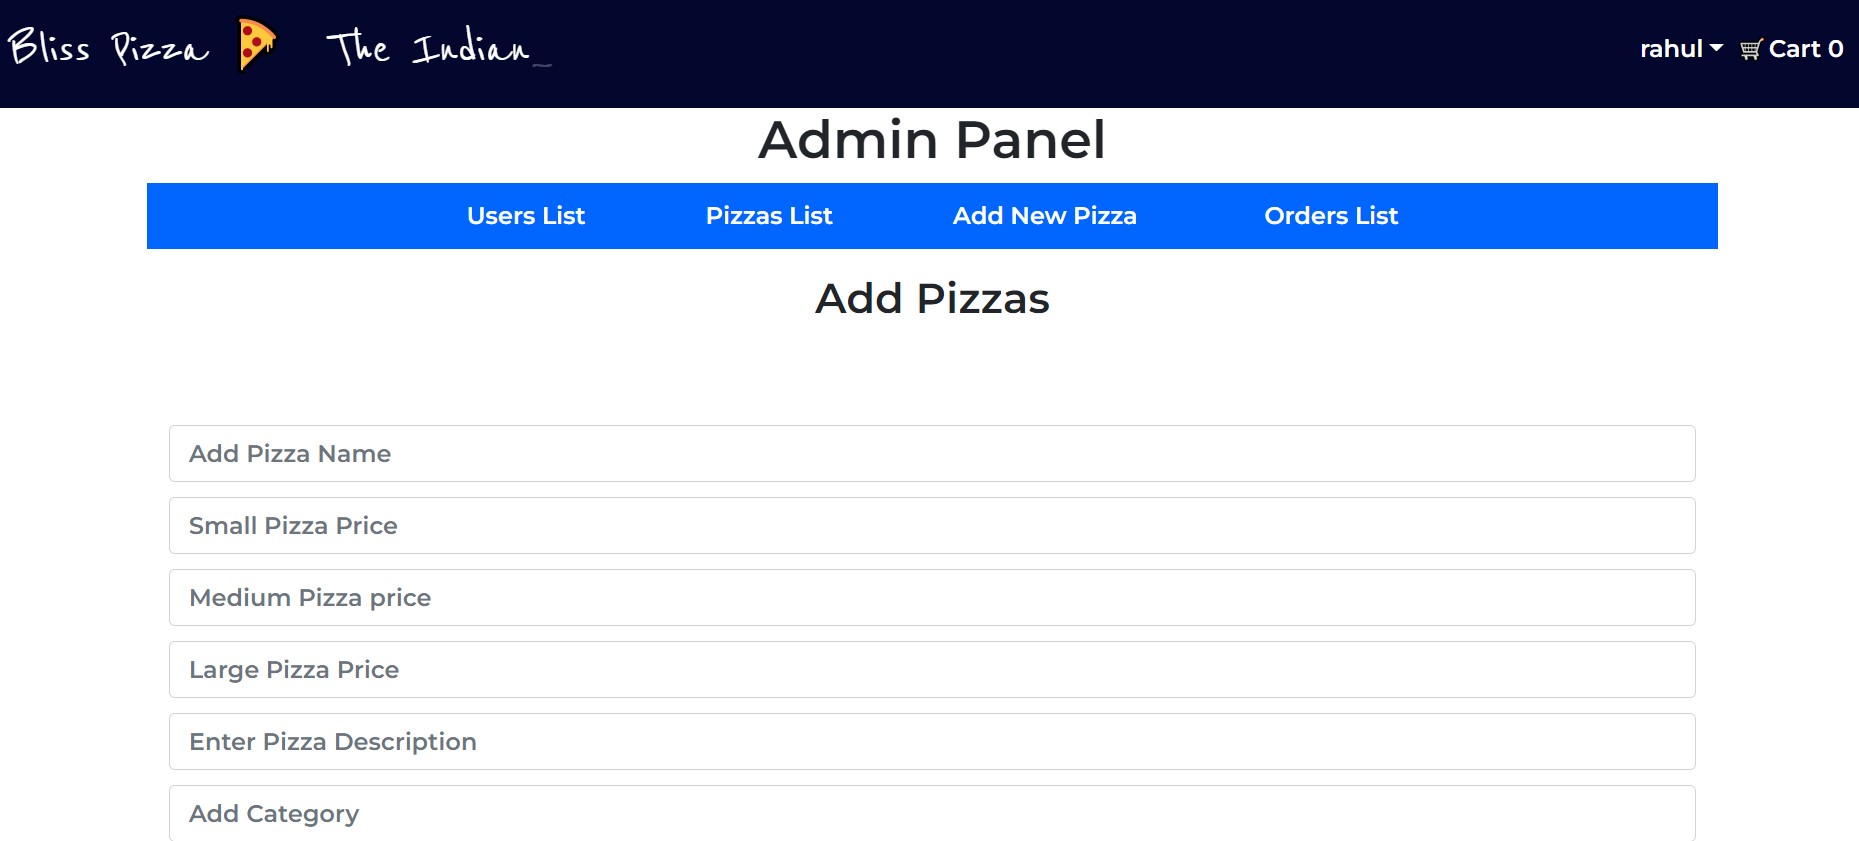 Bliss Pizza The Indian_ rahul Cart 0
Admin Panel
Users List Pizzas List Add New Pizza Orders List
Add Pizzas
Add Pizza Name
Small Pizza Price
Medium Pizza price
Large Pizza Price
Enter Pizza Description
Add Category